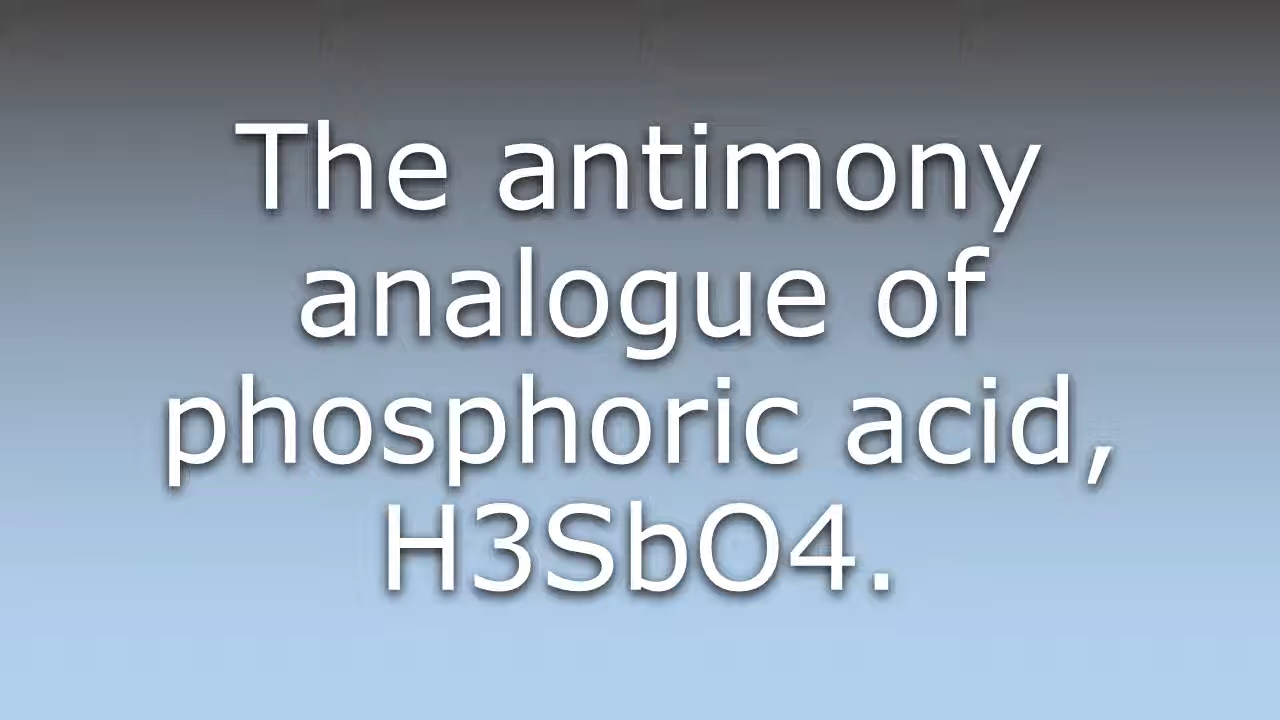 The antimony
analogue of
phosphoric acid,
H3SbO4.